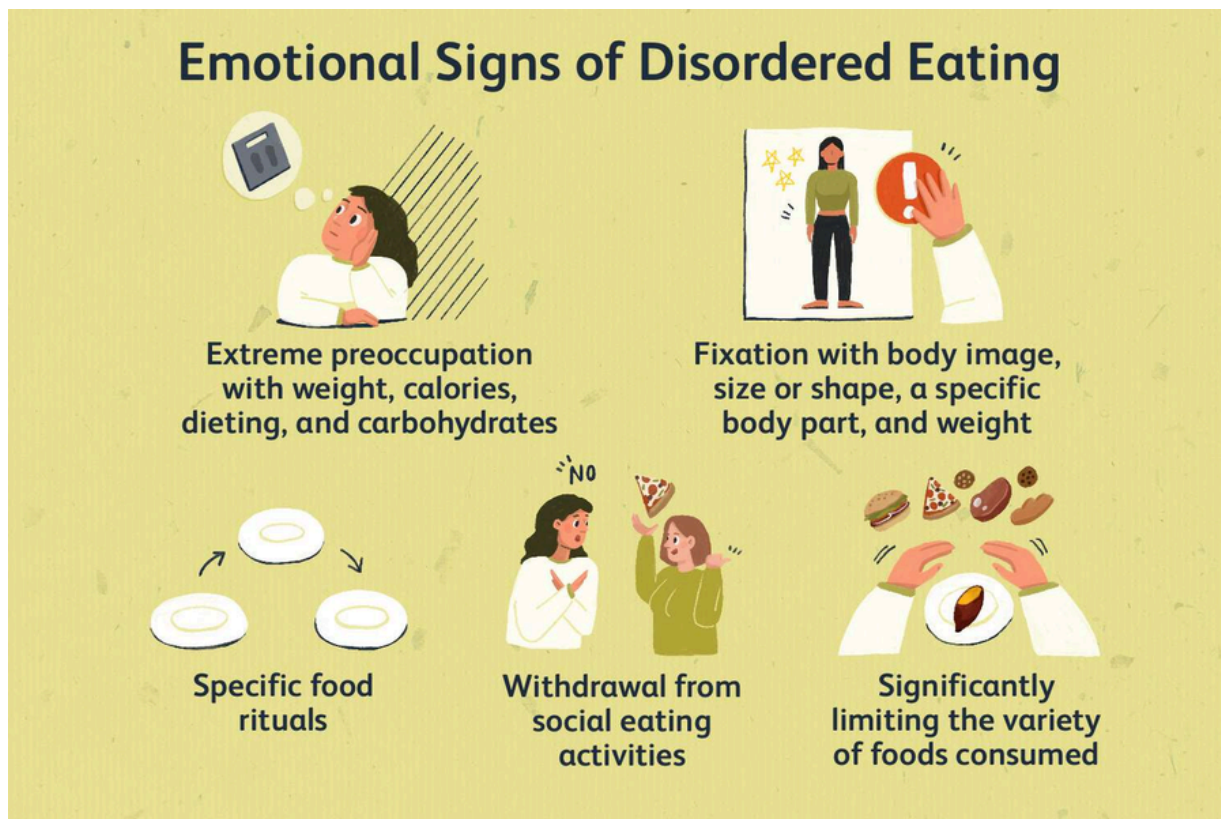 Emotional Signs of Disordered Eating
Extreme preoccupation
with weight, calories,
dieting, and carbohydrates
Fixation with body image,
size or shape, a specific
body part, and weight
NO
Specific food
rituals
Withdrawal from
social eating
activities
Significantly
limiting the variety
of foods consumed